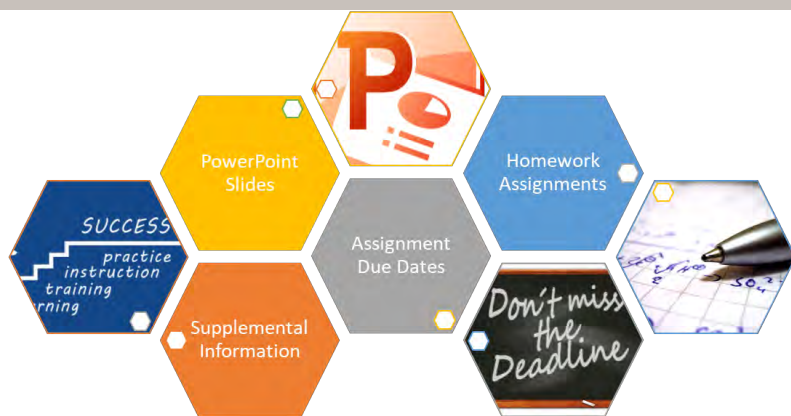 P
PowerPoint
Slides
Homework
Assignments
SUCCESS
practice
instruction
training
rning
Assignment
Due Dates
Supplemental
Information
Don't miss
the
Deadline